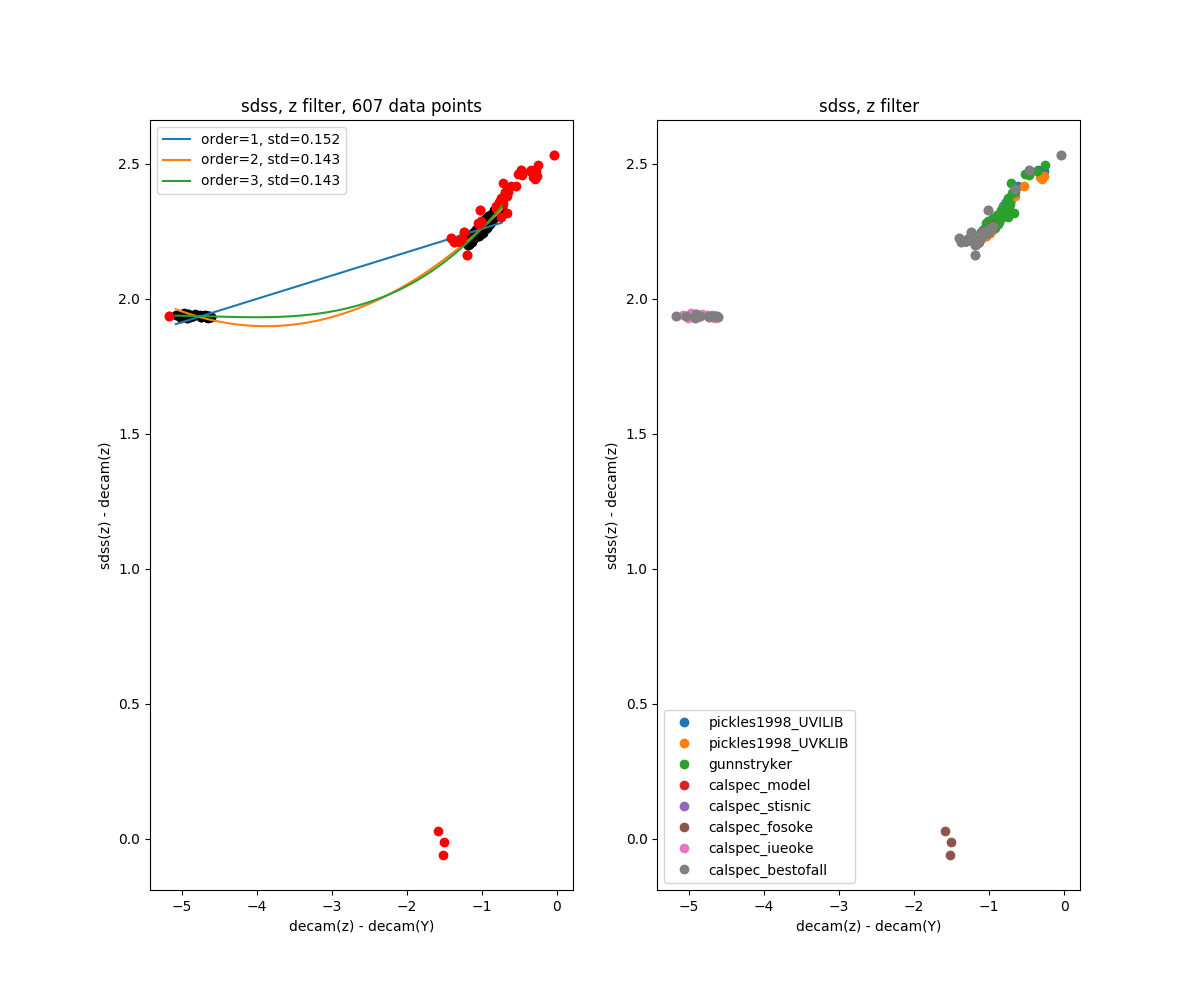 sdss, z filter, 607 data points
order=1, std=0.152
order=2, std=0.143
order=3, std=0.143
2.5
2.0
1.5
1.0
0.5
0.0
sdss(z) - decam(z)
−5
−4
−3
−2
−1
0
decam(z) - decam(Y)
sdss, z filter
2.5
2.0
1.5
1.0
0.5
0.0
sdss(z) - decam(z)
pickles1998_UVILIB
pickles1998_UVKLIB
gunnstryker
calspec_model
calspec_stisnic
calspec_fosoke
calspec_iueoke
calspec_bestofall
−5
−4
−3
−2
−1
0
decam(z) - decam(Y)